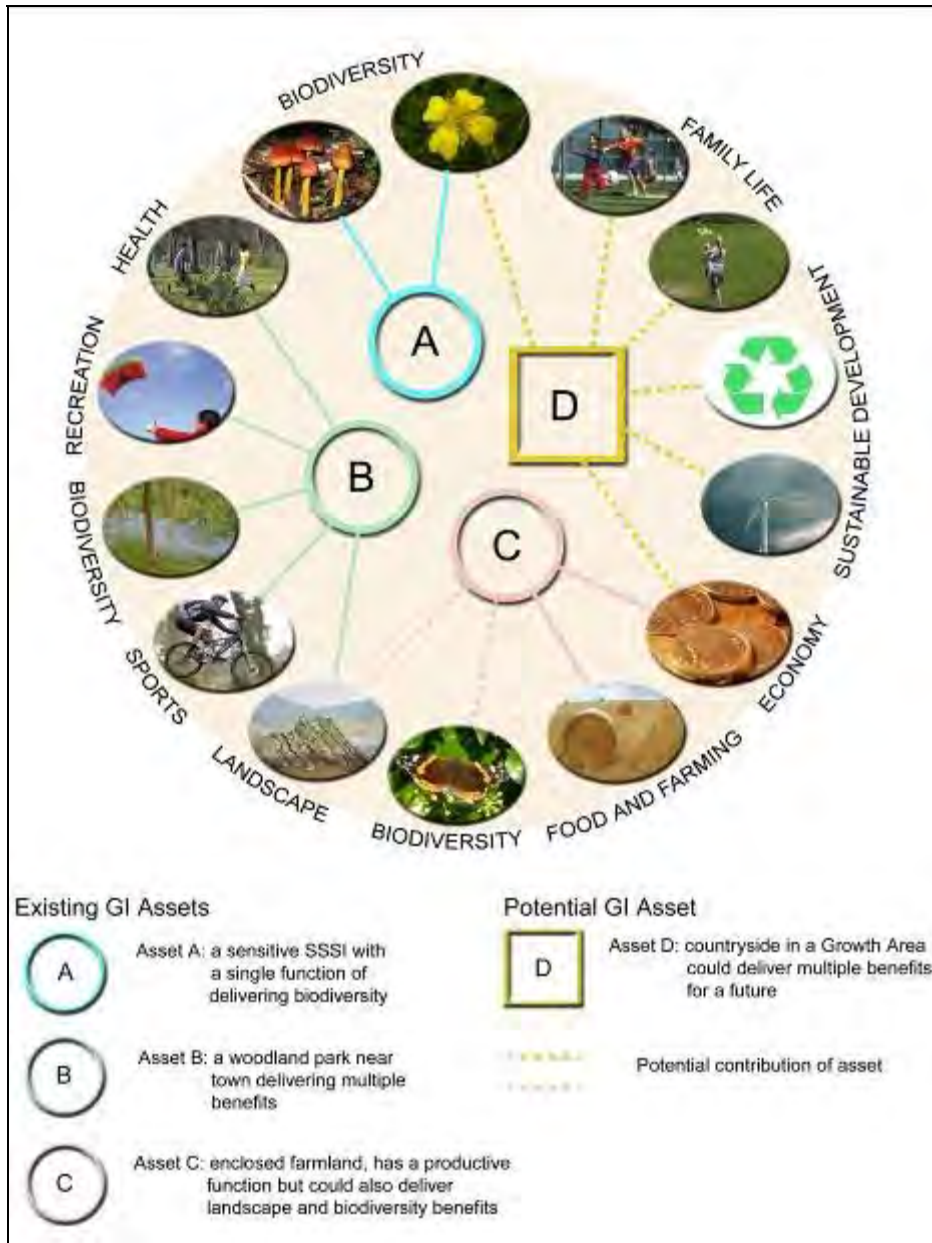 BIODIVERSITY
FAMILY LIFE
HEALTH
SUSTAINABLE DEVELOPMENT
RECREATION
A
D
B
C
BIODIVERSITY
SPORTS
ECONOMY
LANDSCAPE
BIODIVERSITY
FOOD AND FARMING
Existing GI Assets
A
Asset A: a sensitive SSSI with
a single function of
delivering biodiversity
B
Asset B: a woodland park near
town delivering multiple
benefits
C
Asset C: enclosed farmland, has a productive
function but could also deliver
landscape and biodiversity benefits
Potential GI Asset
D
Asset D: countryside in a Growth Area
could deliver multiple benefits
for a future
Potential contribution of asset